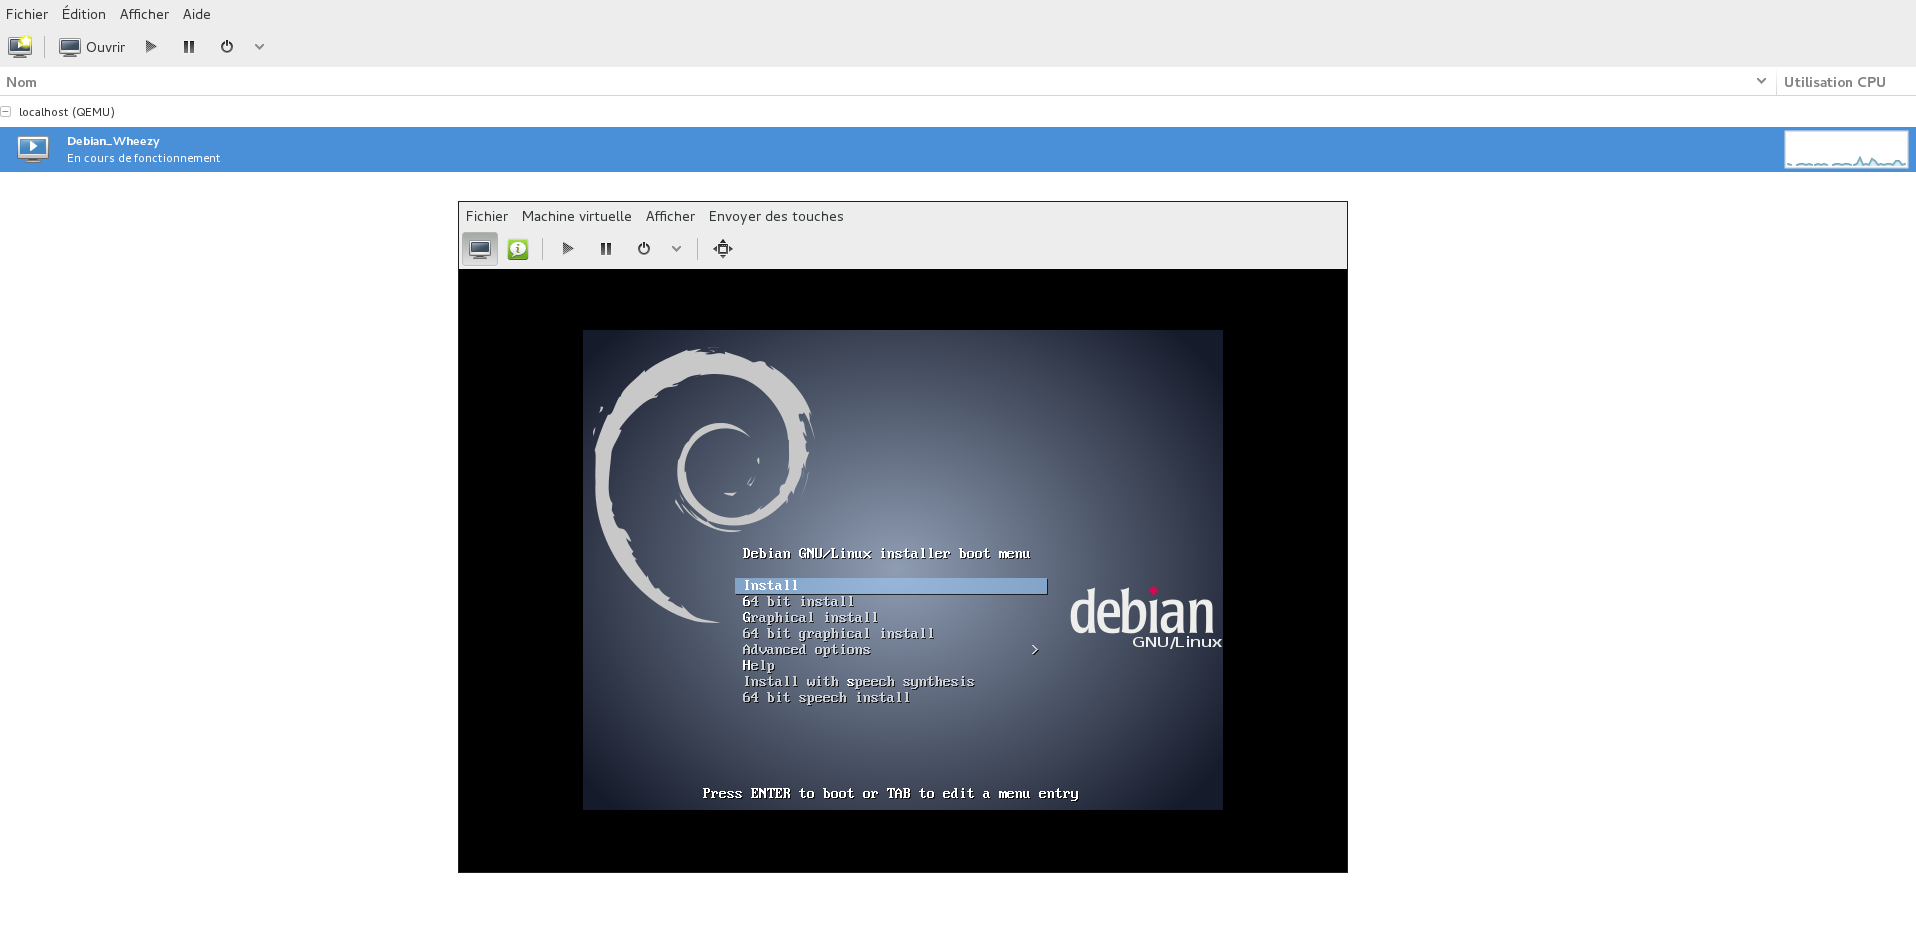 Fichier Édition Afficher Aide
Ouvrir
Nom Utilisation CPU
localhost (QEMU)
Debian_Wheezy
En cours de fonctionnement
Fichier Machine virtuelle Afficher Envoyer des touches
Debian GNU/Linux installer boot menu
Install
64 bit install
Graphical install
64 bit graphical install
Advanced options >
Help
Install with speech synthesis
64 bit speech install
debian
GNU/Linux
Press ENTER to boot or TAB to edit a menu entry